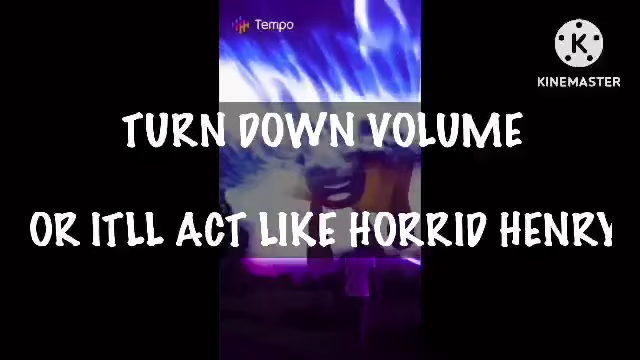 Tempo
KINEMASTER
TURN DOWN VOLUME
OR ITLL ACT LIKE HORRID HENRY